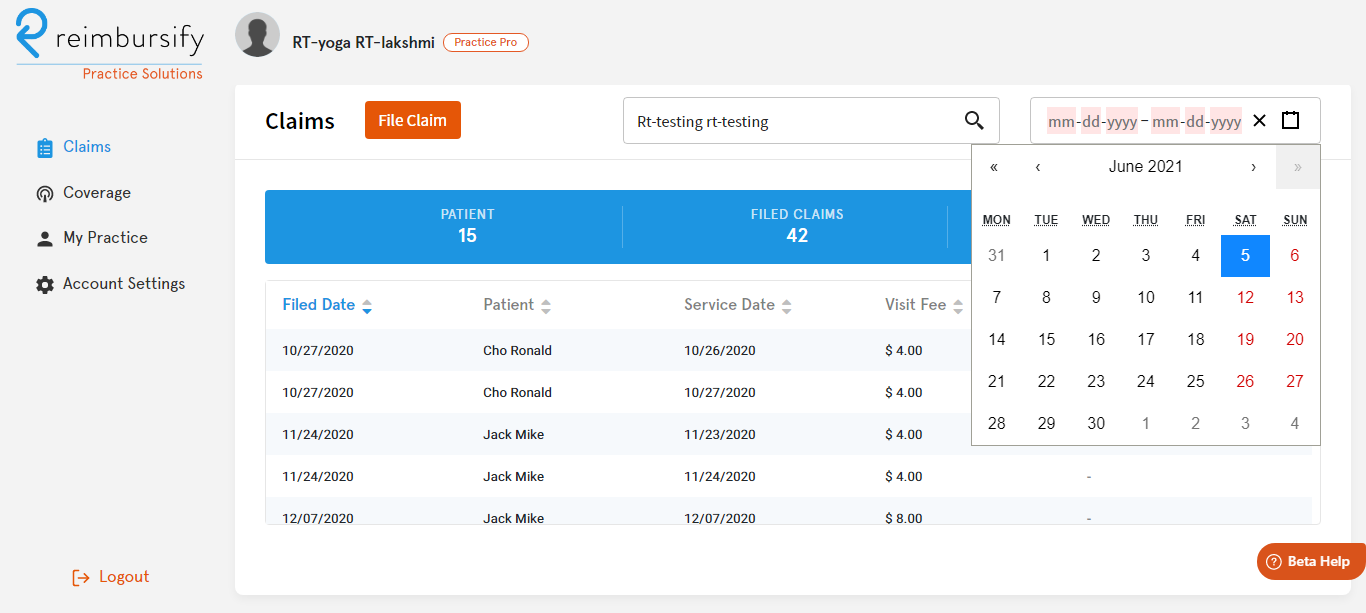 reimbursify
Practice Solutions
RT-yoga RT-lakshmi Practice Pro
Claims
Coverage
My Practice
Account Settings
Logout
Claims File Claim Rt-testing rt-testing mm-dd-yyyy – mm-dd-yyyy
PATIENT FILED CLAIMS
15 42
Filed Date Patient Service Date Visit Fee
10/27/2020 Cho Ronald 10/26/2020 $ 4.00
10/27/2020 Cho Ronald 10/27/2020 $ 4.00
11/24/2020 Jack Mike 11/23/2020 $ 4.00
11/24/2020 Jack Mike 11/24/2020 $ 4.00 -
12/07/2020 Jack Mike 12/07/2020 $ 8.00 -
« ‹ June 2021 › »
MON TUE WED THU FRI SAT SUN
31 1 2 3 4 5 6
7 8 9 10 11 12 13
14 15 16 17 18 19 20
21 22 23 24 25 26 27
28 29 30 1 2 3 4
Beta Help